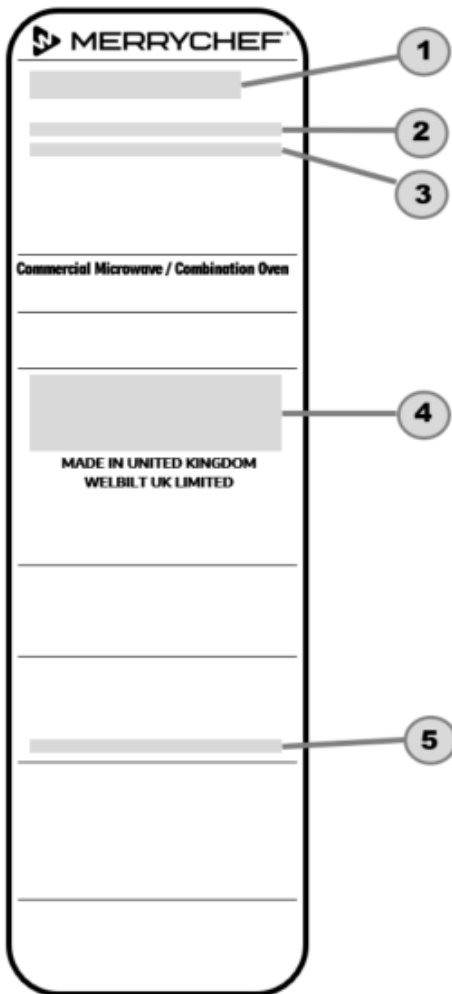 MERRYCHEF
1
2
3
Commercial Microwave / Combination Oven
4
MADE IN UNITED KINGDOM
WELBILT UK LIMITED
5